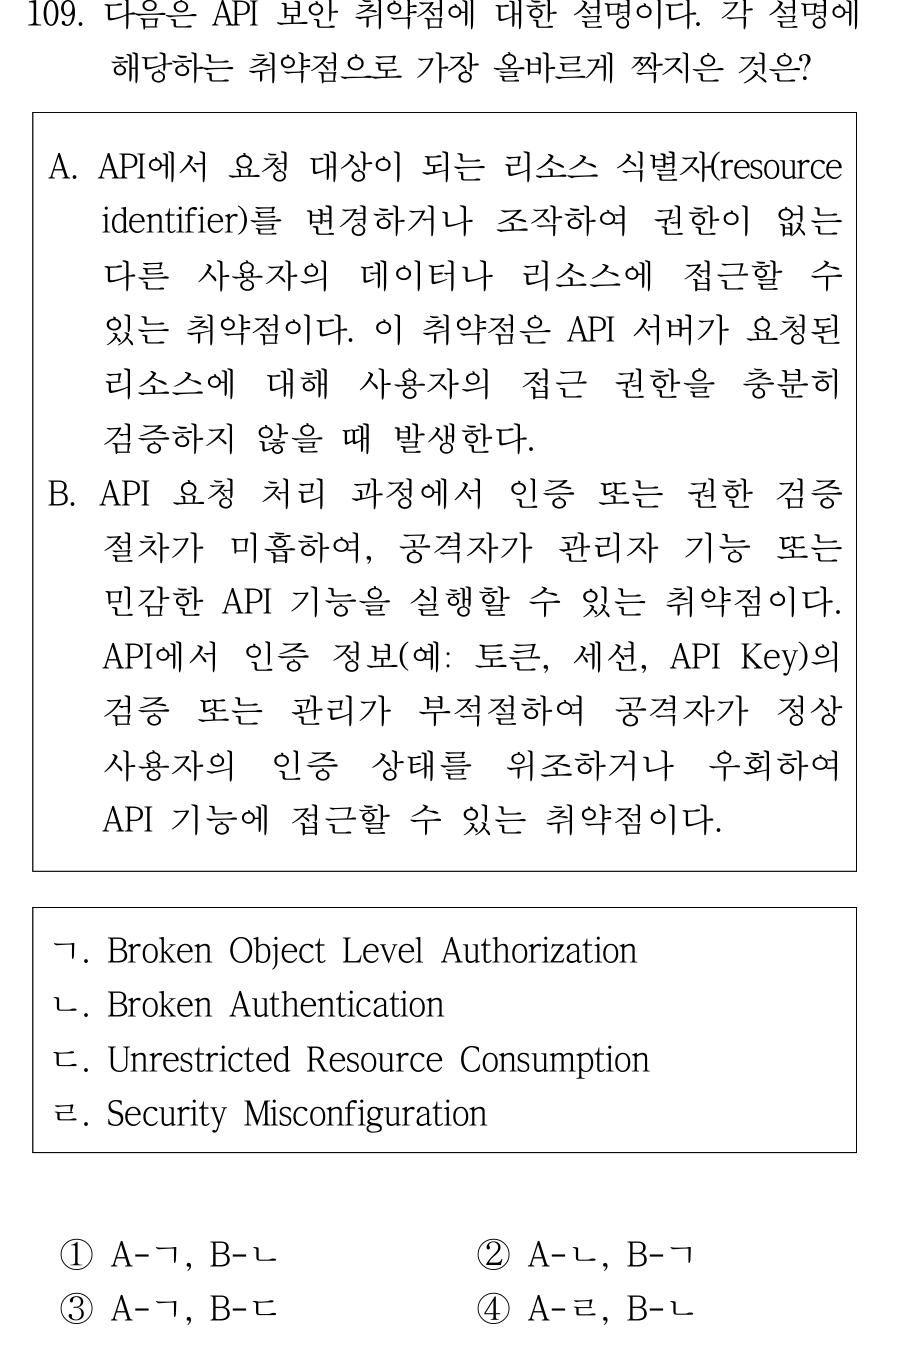 109. 다음은 API 보안 취약점에 대한 설명이다. 각 설명에
해당하는 취약점으로 가장 올바르게 짝지은 것은?
A. API에서 요청 대상이 되는 리소스 식별자(resource
identifier)를 변경하거나 조작하여 권한이 없는
다른 사용자의 데이터나 리소스에 접근할 수
있는 취약점이다. 이 취약점은 API 서버가 요청된
리소스에 대해 사용자의 접근 권한을 충분히
검증하지 않을 때 발생한다.
B. API 요청 처리 과정에서 인증 또는 권한 검증
절차가 미흡하여, 공격자가 관리자 기능 또는
민감한 API 기능을 실행할 수 있는 취약점이다.
API에서 인증 정보(예: 토큰, 세션, API Key)의
검증 또는 관리가 부적절하여 공격자가 정상
사용자의 인증 상태를 위조하거나 우회하여
API 기능에 접근할 수 있는 취약점이다.
ㄱ. Broken Object Level Authorization
ㄴ. Broken Authentication
ㄷ. Unrestricted Resource Consumption
ㄹ. Security Misconfiguration
① A-ㄱ, B-ㄴ ② A-ㄴ, B-ㄱ
③ A-ㄱ, B-ㄷ ④ A-ㄹ, B-ㄴ